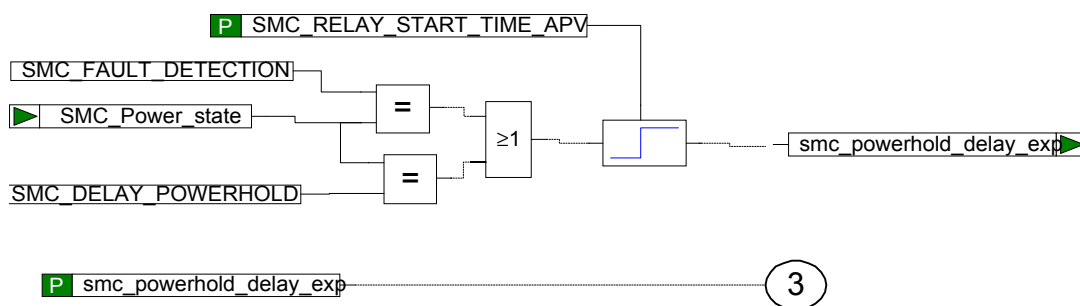 P SMC_RELAY_START_TIME_APV
SMC_FAULT_DETECTION
SMC_Power_state
=
≥1
smc_powerhold_delay_exp
=
SMC_DELAY_POWERHOLD
P smc_powerhold_delay_exp
3